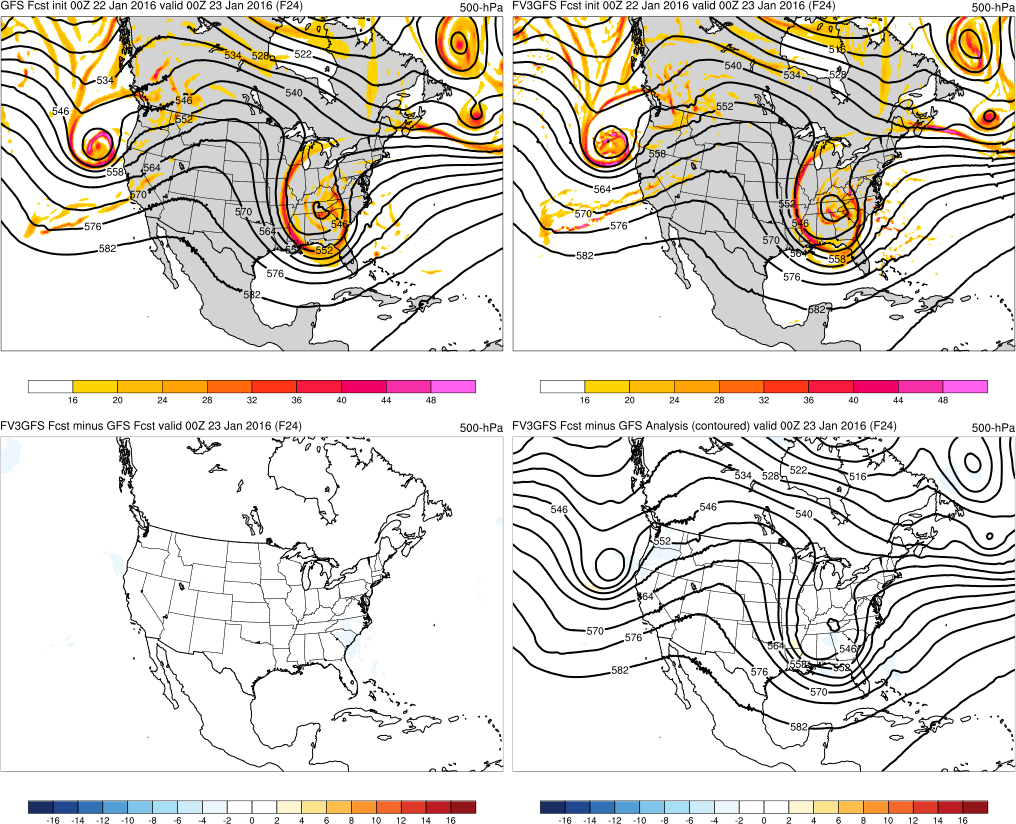 GFS Fcst init 00Z 22 Jan 2016 valid 00Z 23 Jan 2016 (F24) 500-hPa
534 528 522
534 540
546 546
552
558 564
570 570
576 564 546
582 552
576
582
16 20 24 28 32 36 40 44 48
FV3GFS Fcst init 00Z 22 Jan 2016 valid 00Z 23 Jan 2016 (F24) 500-hPa
516
540 534 528
552
558
564 552
570 546
576 570
582 564 558
576
582
16 20 24 28 32 36 40 44 48
FV3GFS Fcst minus GFS Fcst valid 00Z 23 Jan 2016 (F24) 500-hPa
-16 -14 -12 -10 -8 -6 -4 -2 0 2 4 6 8 10 12 14 16
FV3GFS Fcst minus GFS Analysis (contoured) valid 00Z 23 Jan 2016 (F24) 500-hPa
534 528 522 516
546 546 540
552
564
570
576 564 546
582 576 558 552
570
582
-16 -14 -12 -10 -8 -6 -4 -2 0 2 4 6 8 10 12 14 16